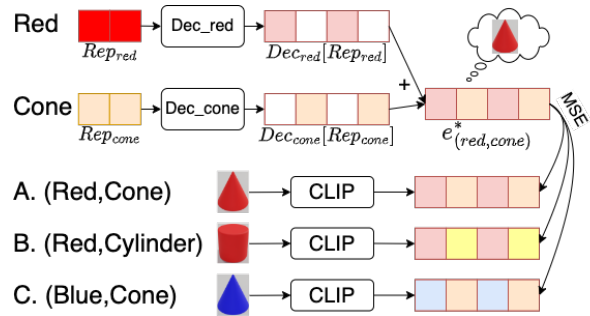 Red Dec_red
Rep_red Dec_red[Rep_red]
+
Cone Dec_cone
Rep_cone Dec_cone[Rep_cone] e*_(red,cone)
MSE
A. (Red,Cone) CLIP
B. (Red,Cylinder) CLIP
C. (Blue,Cone) CLIP